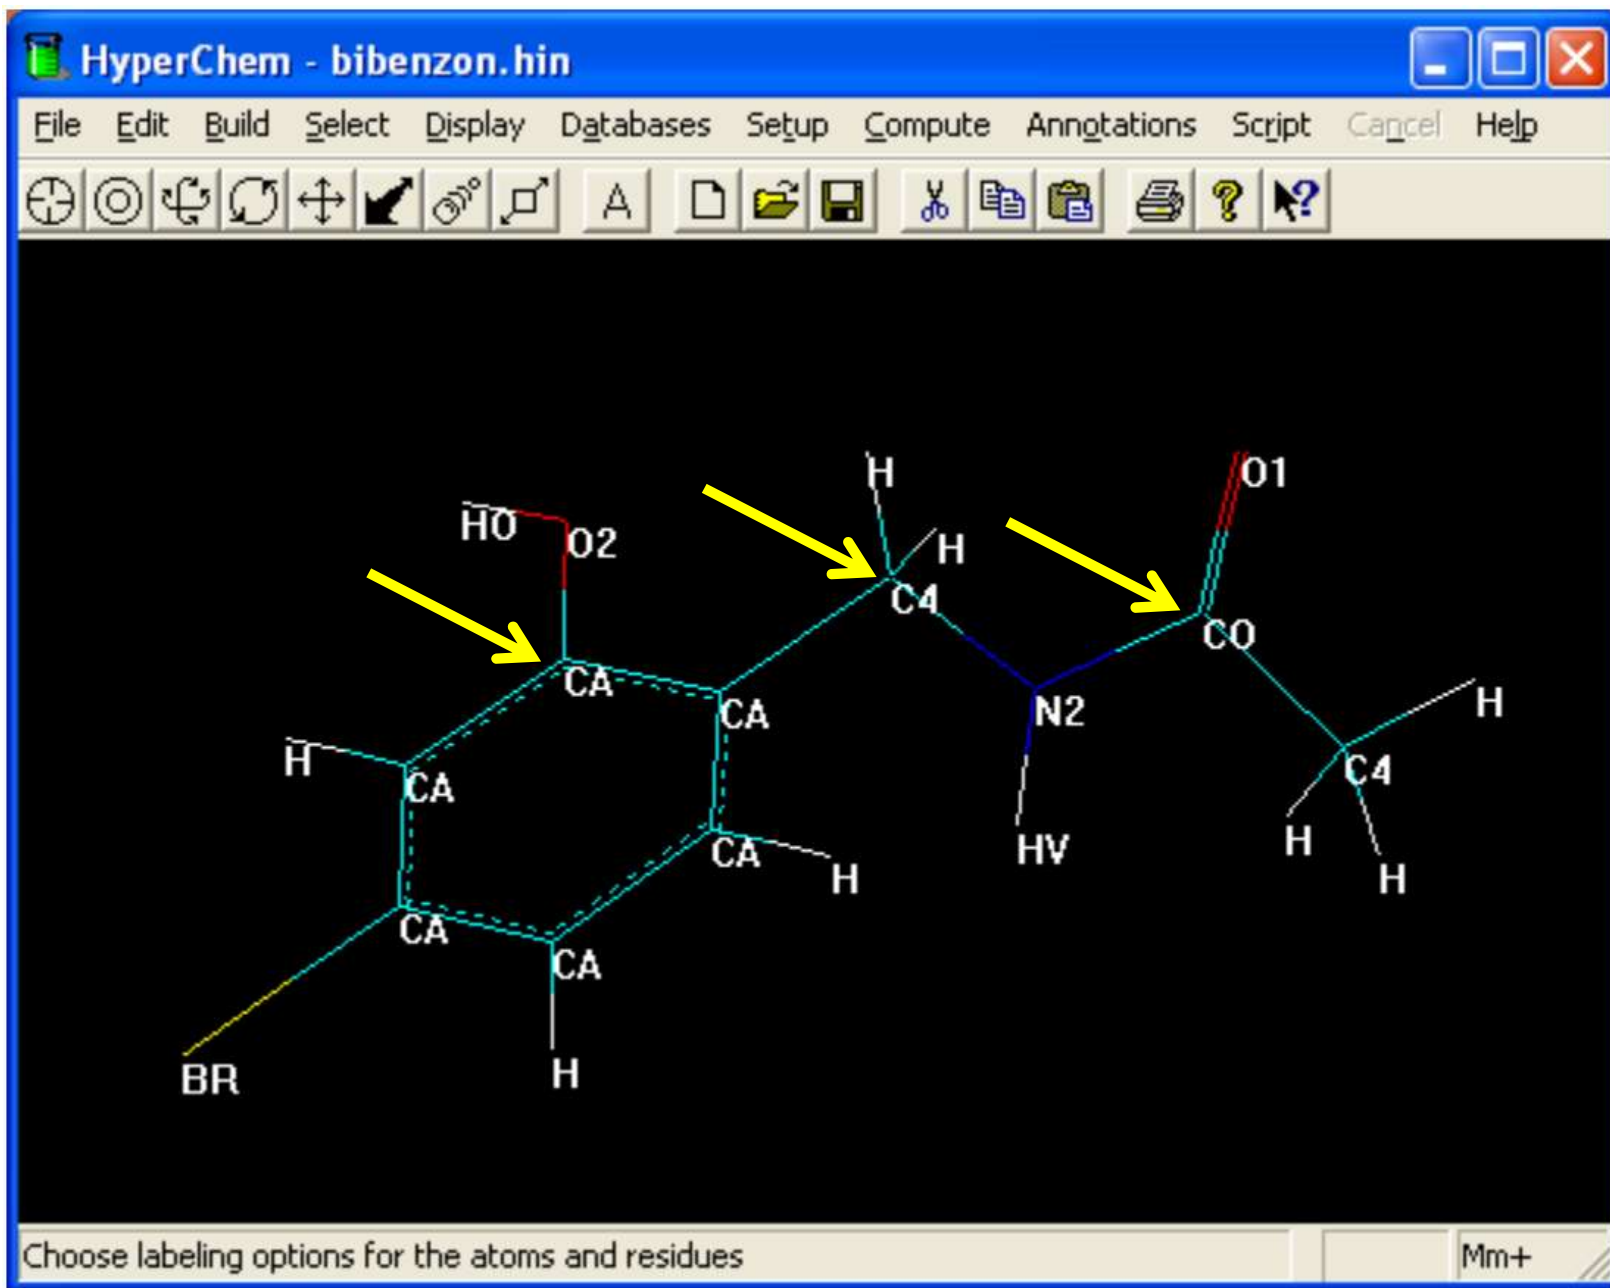 HyperChem - bibenzon.hin
File Edit Build Select Display Databases Setup Compute Annotations Script Cancel Help
A
H
O1
HO
O2
H
C4
CO
CA
CA
N2
H
H
CA
C4
CA
H
HV
H
H
CA
CA
BR
H
Choose labeling options for the atoms and residues
Mm+